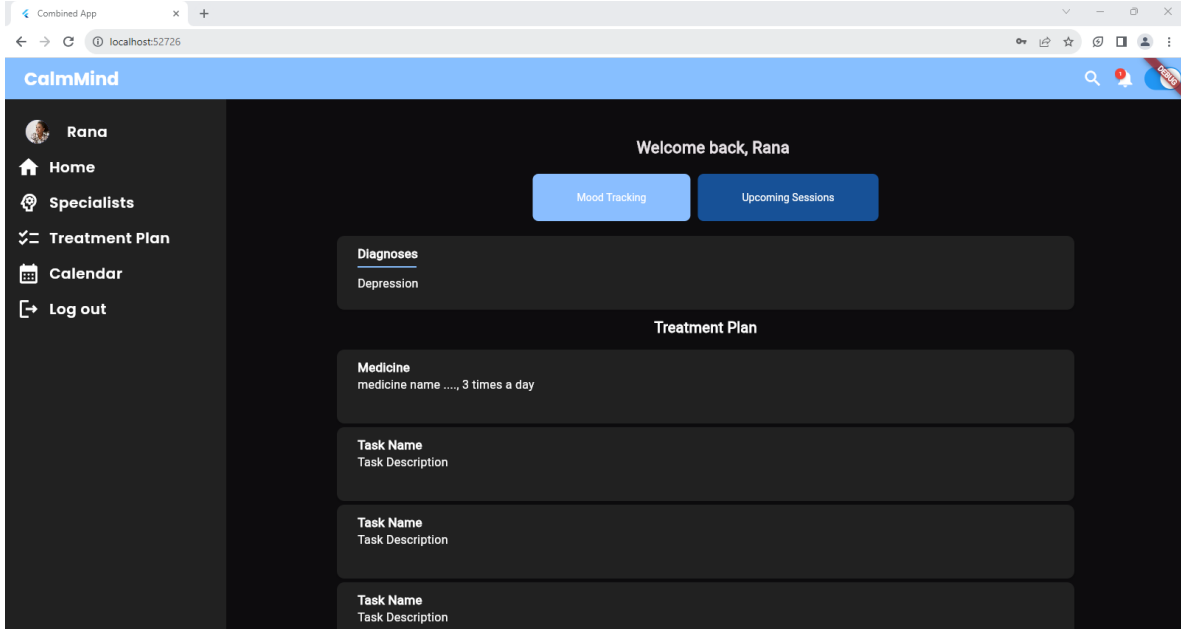 Combined App
localhost:52726
CalmMind
1
DEBUG
Rana
Home
Specialists
Treatment Plan
Calendar
Log out
Welcome back, Rana
Mood Tracking
Upcoming Sessions
Diagnoses
Depression
Treatment Plan
Medicine
medicine name ...., 3 times a day
Task Name
Task Description
Task Name
Task Description
Task Name
Task Description